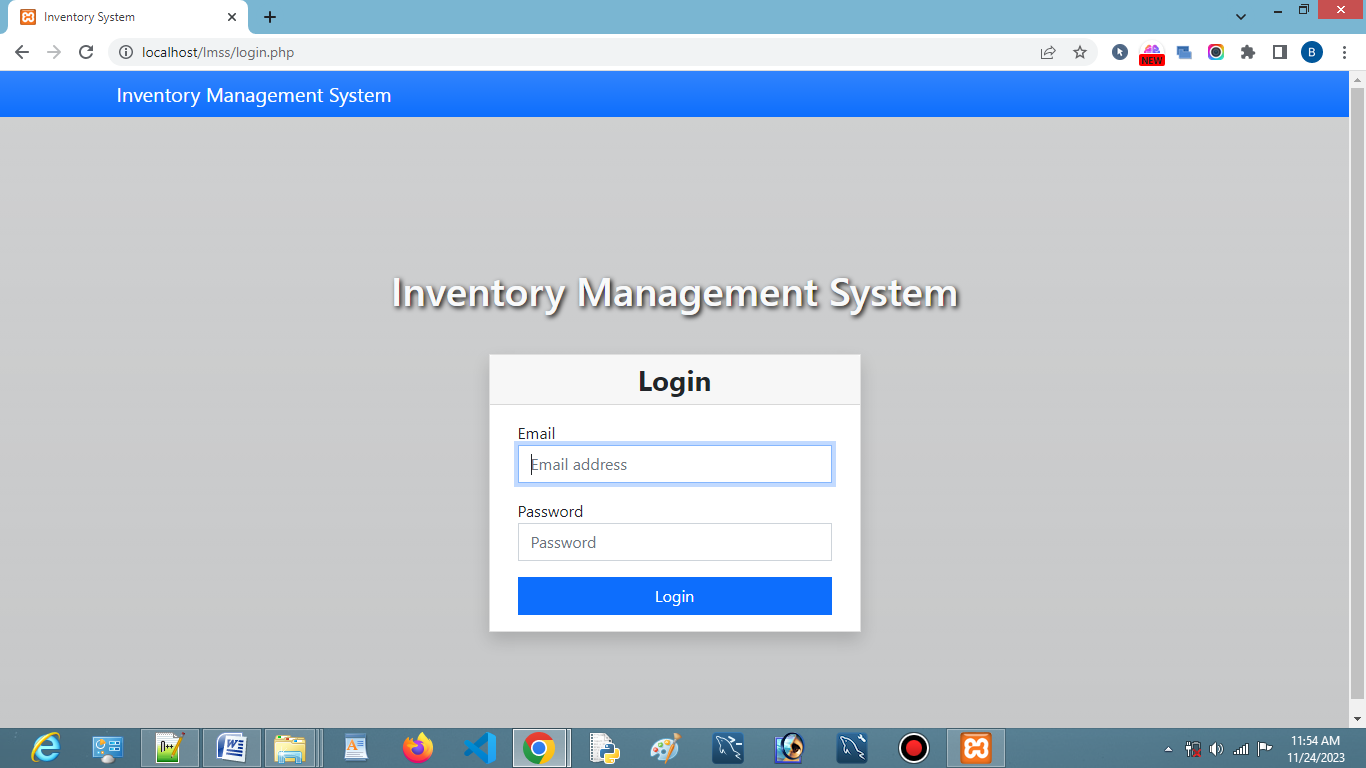 Inventory System
localhost/lmss/login.php
NEW
B
Inventory Management System
Inventory Management System
Login
Email
Email address
Password
Password
Login
11:54 AM
11/24/2023